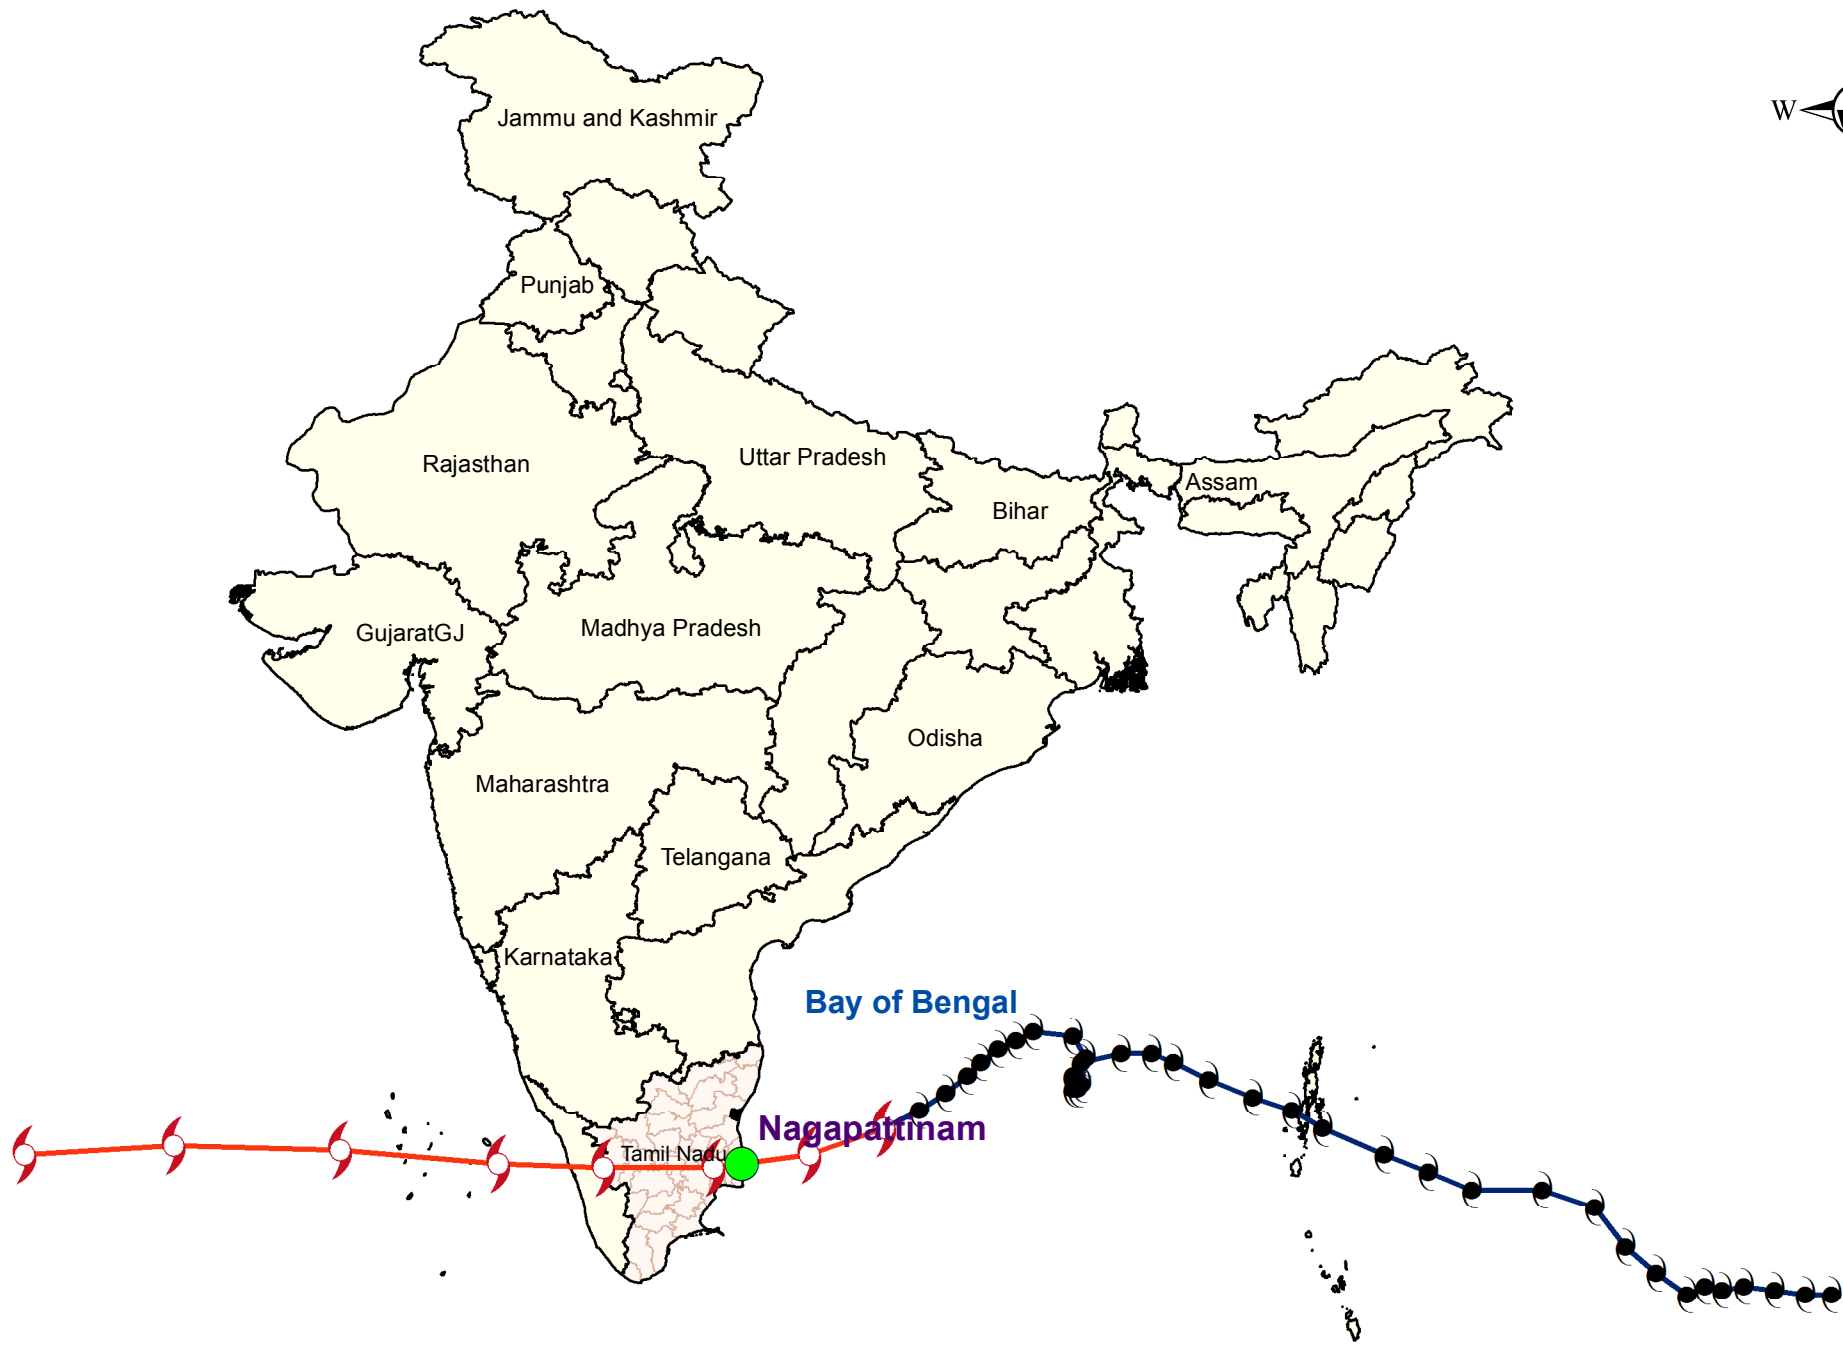 Jammu and Kashmir
W
Punjab
Rajasthan
Uttar Pradesh
Assam
Bihar
GujaratGJ
Madhya Pradesh
Odisha
Maharashtra
Telangana
Karnataka
Bay of Bengal
Nagapattinam
Tamil Nadu